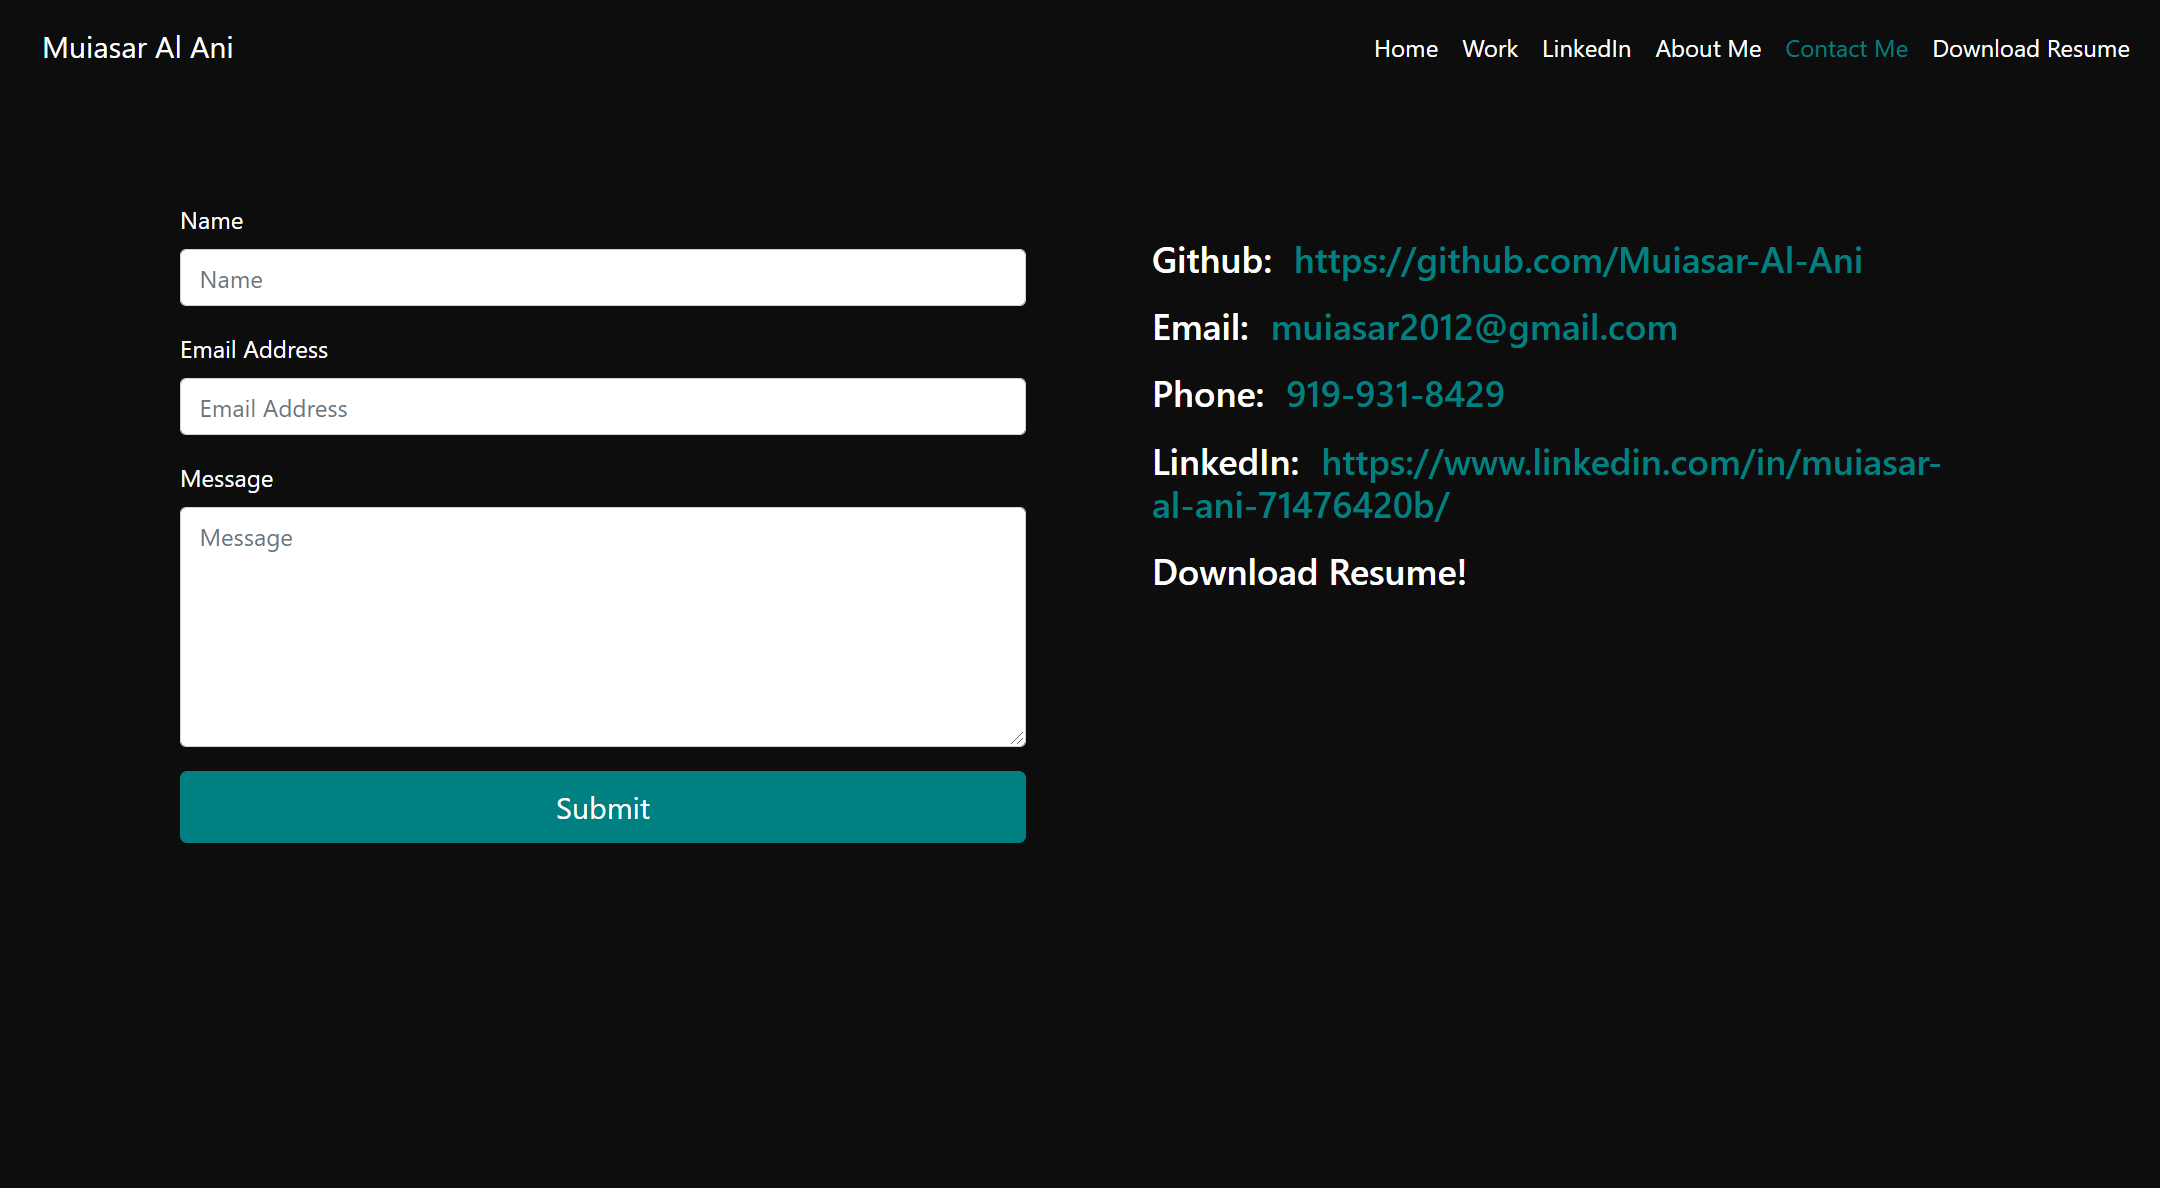 Muiasar Al Ani
Home Work LinkedIn About Me Contact Me Download Resume
Name
Name
Email Address
Email Address
Message
Message
Submit
Github: https://github.com/Muiasar-Al-Ani
Email: muiasar2012@gmail.com
Phone: 919-931-8429
LinkedIn: https://www.linkedin.com/in/muiasar-
al-ani-71476420b/
Download Resume!